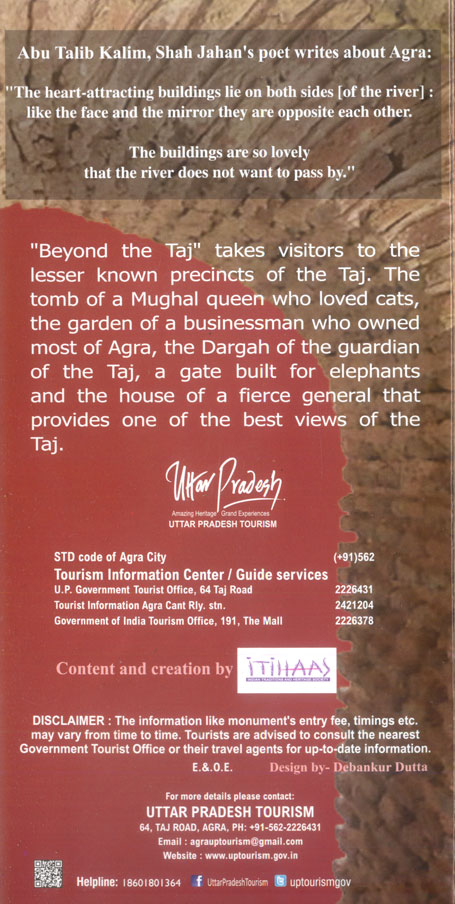 Abu Talib Kalim, Shah Jahan's poet writes about Agra:
"The heart-attracting buildings lie on both sides [of the river] :
like the face and the mirror they are opposite each other.
The buildings are so lovely
that the river does not want to pass by."
"Beyond the Taj" takes visitors to the
lesser known precincts of the Taj. The
tomb of a Mughal queen who loved cats,
the garden of a businessman who owned
most of Agra, the Dargah of the guardian
of the Taj, a gate built for elephants
and the house of a fierce general that
provides one of the best views of the
Taj.
Uttar Pradesh
Amazing Heritage Grand Experiences
UTTAR PRADESH TOURISM
STD code of Agra City (+91)562
Tourism Information Center / Guide services
U.P. Government Tourist Office, 64 Taj Road 2226431
Tourist Information Agra Cant Rly. stn. 2421204
Government of India Tourism Office, 191, The Mall 2226378
Content and creation by ITIHAAS
INDIAN TRADITIONS AND HERITAGE SOCIETY
DISCLAIMER : The information like monument's entry fee, timings etc.
may vary from time to time. Tourists are advised to consult the nearest
Government Tourist Office or their travel agents for up-to-date information.
E.&O.E. Design by- Debankur Dutta
For more details please contact:
UTTAR PRADESH TOURISM
64, TAJ ROAD, AGRA, PH: +91-562-2226431
Email : agrauptourism@gmail.com
Website : www.uptourism.gov.in
Helpline: 18601801364 f UttarPradeshTourism uptourismgov